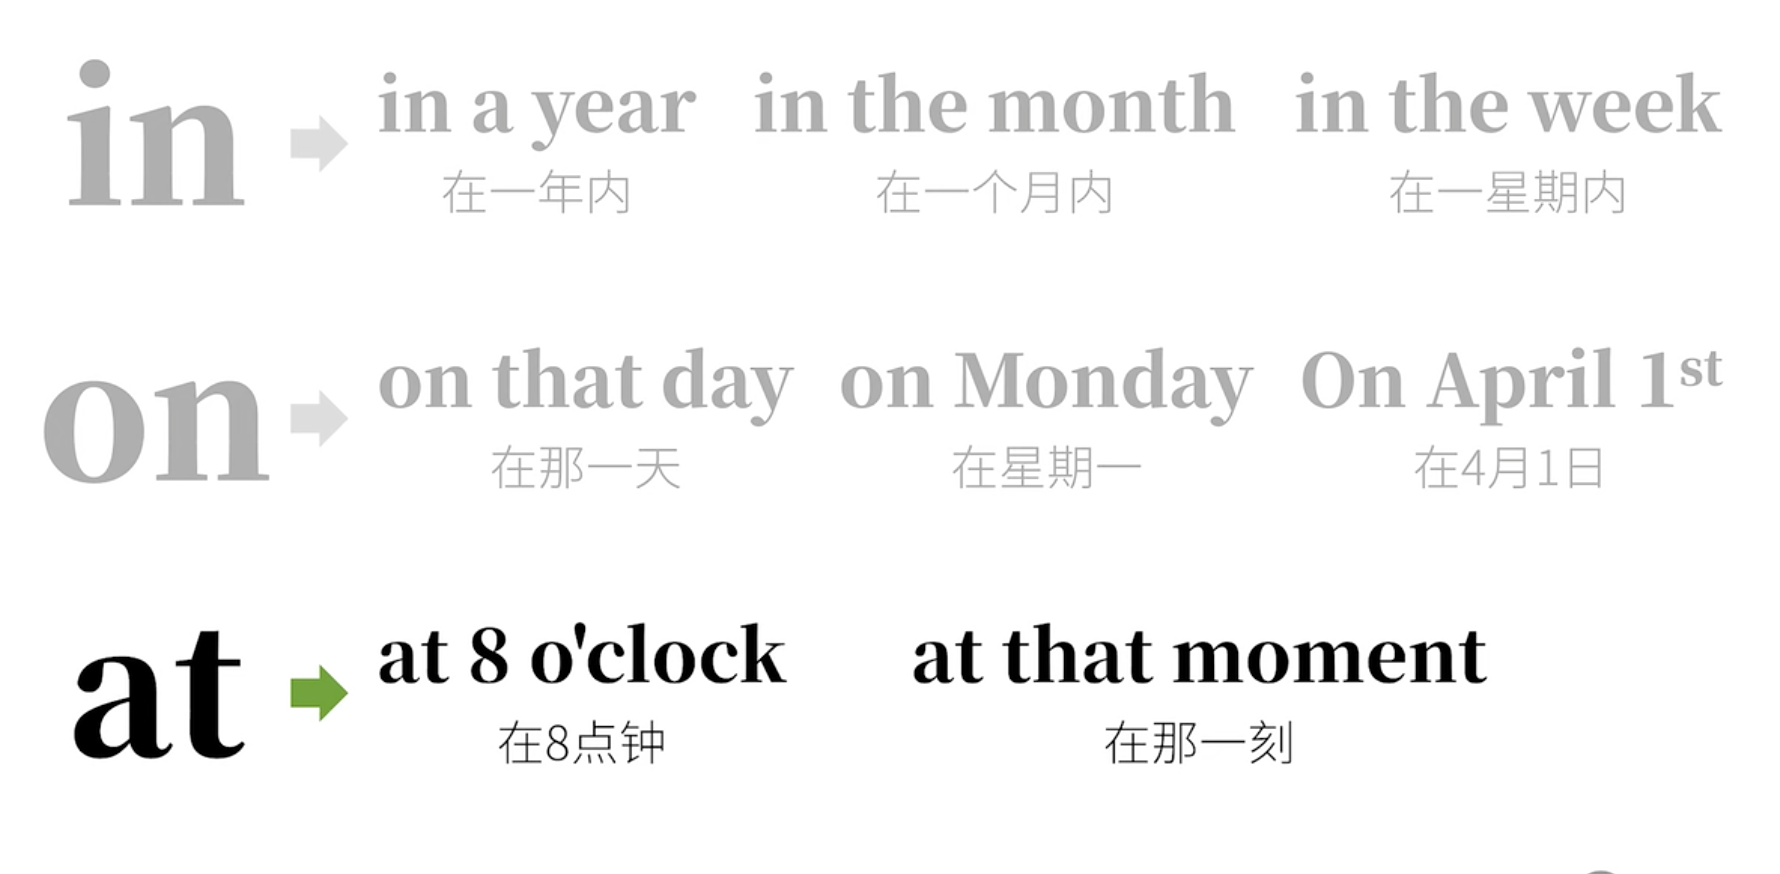 in
in a year in the month in the week
在一年内 在一个月内 在一星期内
on
on that day on Monday On April 1st
在那一天 在星期一 在4月1日
at
at 8 o'clock at that moment
在8点钟 在那一刻